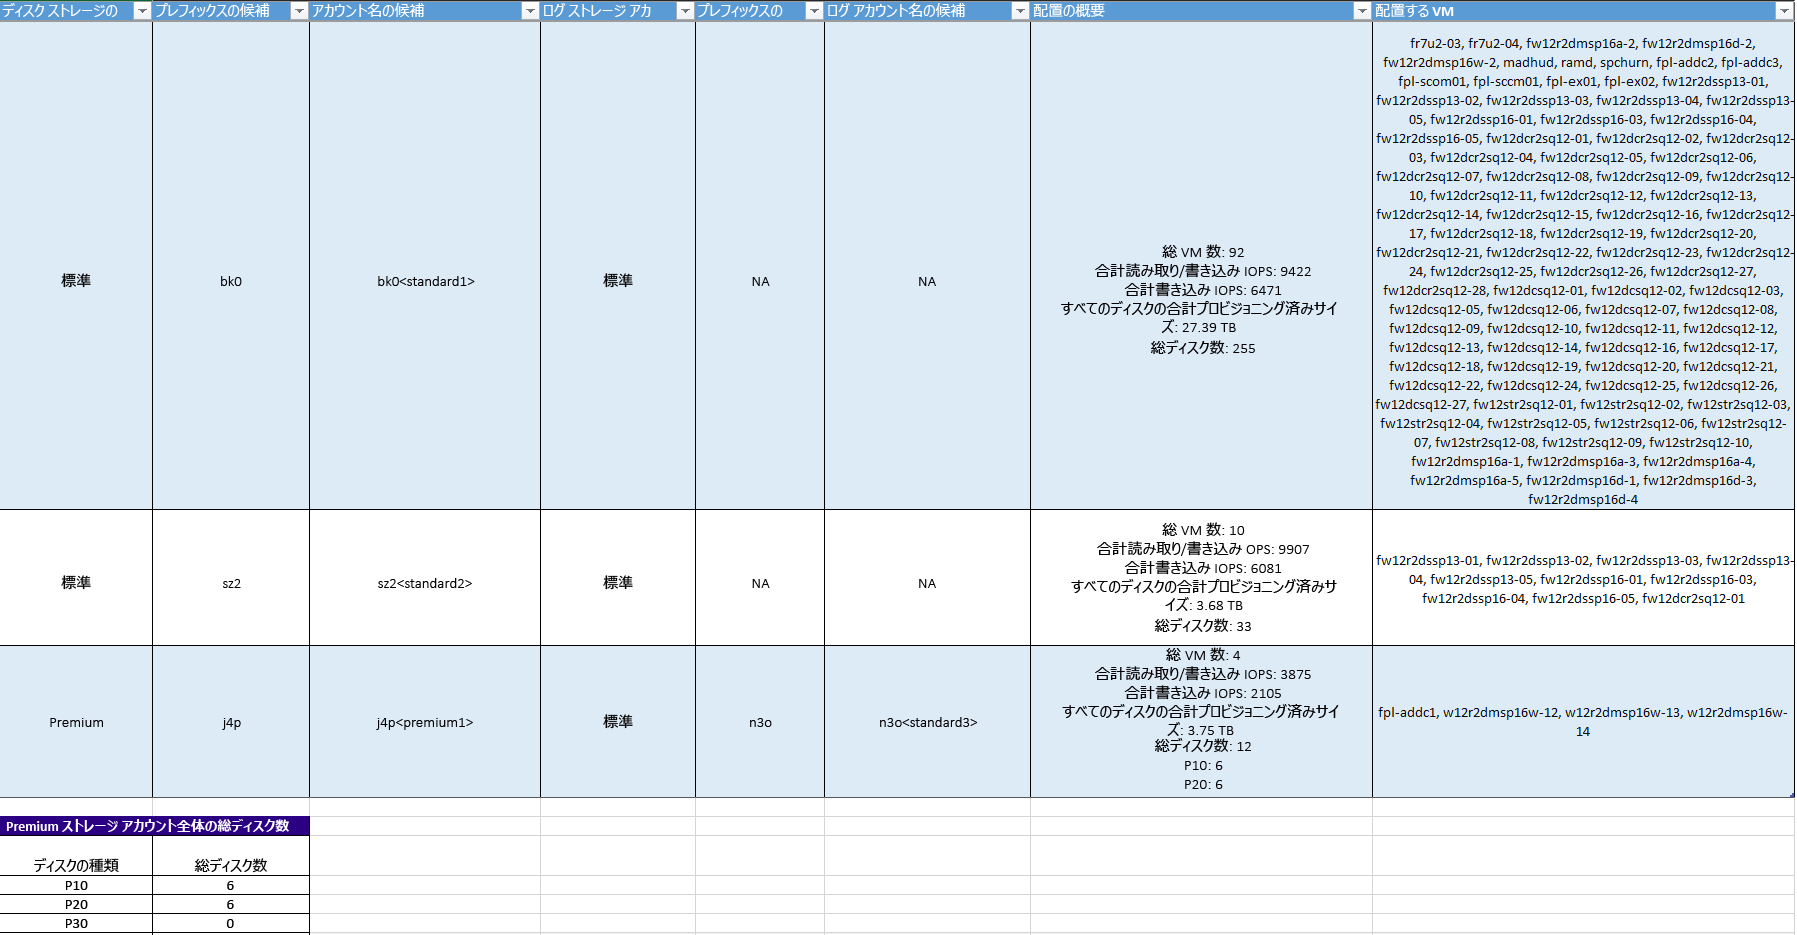 ディスク ストレージの
プレフィックスの候補
アカウント名の候補
ログ ストレージ アカ
プレフィックスの
ログ アカウント名の候補
配置の概要
配置する VM
標準
bk0
bk0<standard1>
標準
NA
NA
総 VM 数: 92
合計読み取り/書き込み IOPS: 9422
合計書き込み IOPS: 6471
すべてのディスクの合計プロビジョニング済みサイ
ズ: 27.39 TB
総ディスク数: 255
fr7u2-03, fr7u2-04, fw12r2dmsp16a-2, fw12r2dmsp16d-2,
fw12r2dmsp16w-2, madhud, ramd, spchurn, fpl-addc2, fpl-addc3,
fpl-scom01, fpl-sccm01, fpl-ex01, fpl-ex02, fw12r2dssp13-01,
fw12r2dssp13-02, fw12r2dssp13-03, fw12r2dssp13-04, fw12r2dssp13-
05, fw12r2dssp16-01, fw12r2dssp16-03, fw12r2dssp16-04,
fw12r2dssp16-05, fw12dcr2sq12-01, fw12dcr2sq12-02, fw12dcr2sq12-
03, fw12dcr2sq12-04, fw12dcr2sq12-05, fw12dcr2sq12-06,
fw12dcr2sq12-07, fw12dcr2sq12-08, fw12dcr2sq12-09, fw12dcr2sq12-
10, fw12dcr2sq12-11, fw12dcr2sq12-12, fw12dcr2sq12-13,
fw12dcr2sq12-14, fw12dcr2sq12-15, fw12dcr2sq12-16, fw12dcr2sq12-
17, fw12dcr2sq12-18, fw12dcr2sq12-19, fw12dcr2sq12-20,
fw12dcr2sq12-21, fw12dcr2sq12-22, fw12dcr2sq12-23, fw12dcr2sq12-
24, fw12dcr2sq12-25, fw12dcr2sq12-26, fw12dcr2sq12-27,
fw12dcr2sq12-28, fw12dcsq12-01, fw12dcsq12-02, fw12dcsq12-03,
fw12dcsq12-05, fw12dcsq12-06, fw12dcsq12-07, fw12dcsq12-08,
fw12dcsq12-09, fw12dcsq12-10, fw12dcsq12-11, fw12dcsq12-12,
fw12dcsq12-13, fw12dcsq12-14, fw12dcsq12-16, fw12dcsq12-17,
fw12dcsq12-18, fw12dcsq12-19, fw12dcsq12-20, fw12dcsq12-21,
fw12dcsq12-22, fw12dcsq12-24, fw12dcsq12-25, fw12dcsq12-26,
fw12dcsq12-27, fw12str2sq12-01, fw12str2sq12-02, fw12str2sq12-03,
fw12str2sq12-04, fw12str2sq12-05, fw12str2sq12-06, fw12str2sq12-
07, fw12str2sq12-08, fw12str2sq12-09, fw12str2sq12-10,
fw12r2dmsp16a-1, fw12r2dmsp16a-3, fw12r2dmsp16a-4,
fw12r2dmsp16a-5, fw12r2dmsp16d-1, fw12r2dmsp16d-3,
fw12r2dmsp16d-4
標準
sz2
sz2<standard2>
標準
NA
NA
総 VM 数: 10
合計読み取り/書き込み OPS: 9907
合計書き込み IOPS: 6081
すべてのディスクの合計プロビジョニング済みサ
イズ: 3.68 TB
総ディスク数: 33
fw12r2dssp13-01, fw12r2dssp13-02, fw12r2dssp13-03, fw12r2dssp13-
04, fw12r2dssp13-05, fw12r2dssp16-01, fw12r2dssp16-03,
fw12r2dssp16-04, fw12r2dssp16-05, fw12dcr2sq12-01
Premium
j4p
j4p<premium1>
標準
n3o
n3o<standard3>
総 VM 数: 4
合計読み取り/書き込み IOPS: 3875
合計書き込み IOPS: 2105
すべてのディスクの合計プロビジョニング済みサイ
ズ: 3.75 TB
総ディスク数: 12
P10: 6
P20: 6
fpl-addc1, w12r2dmsp16w-12, w12r2dmsp16w-13, w12r2dmsp16w-
14
Premium ストレージ アカウント全体の総ディスク数
ディスクの種類
総ディスク数
P10
6
P20
6
P30
0